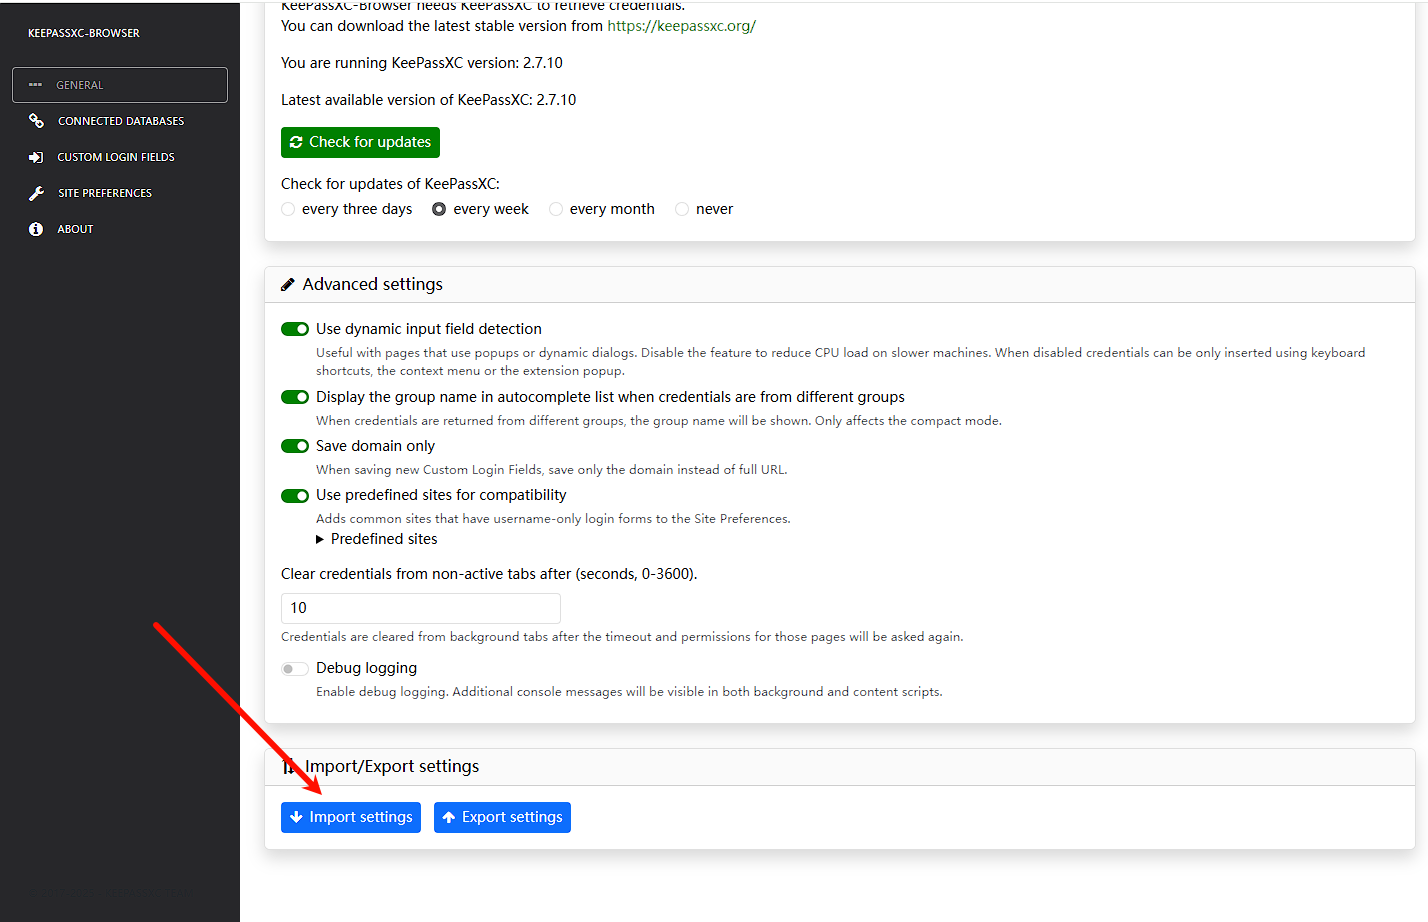 KEEPASSXC-BROWSER
GENERAL
CONNECTED DATABASES
CUSTOM LOGIN FIELDS
SITE PREFERENCES
ABOUT
KeePassXC-Browser needs KeePassXC to retrieve credentials.
You can download the latest stable version from https://keepassxc.org/
You are running KeePassXC version: 2.7.10
Latest available version of KeePassXC: 2.7.10
Check for updates
Check for updates of KeePassXC:
every three days every week every month never
Advanced settings
Use dynamic input field detection
Useful with pages that use popups or dynamic dialogs. Disable the feature to reduce CPU load on slower machines. When disabled credentials can be only inserted using keyboard
shortcuts, the context menu or the extension popup.
Display the group name in autocomplete list when credentials are from different groups
When credentials are returned from different groups, the group name will be shown. Only affects the compact mode.
Save domain only
When saving new Custom Login Fields, save only the domain instead of full URL.
Use predefined sites for compatibility
Adds common sites that have username-only login forms to the Site Preferences.
Predefined sites
Clear credentials from non-active tabs after (seconds, 0-3600).
10
Credentials are cleared from background tabs after the timeout and permissions for those pages will be asked again.
Debug logging
Enable debug logging. Additional console messages will be visible in both background and content scripts.
Import/Export settings
Import settings Export settings